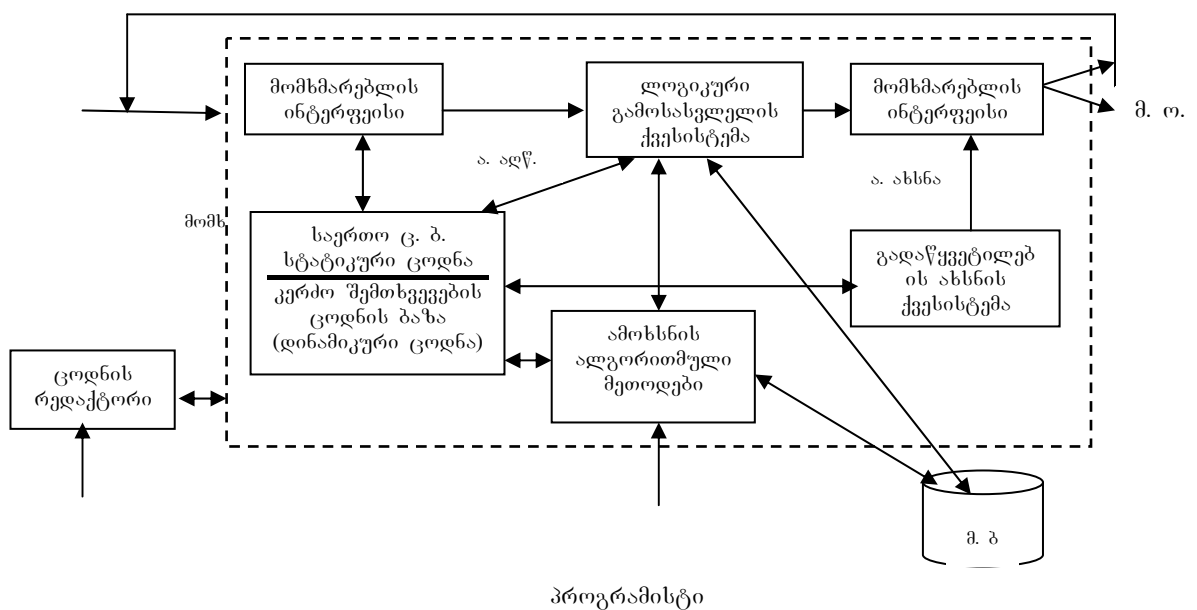 მომხმარებლის
ინტერფეისი
ლოგიკური
გამოსასვლელის
ქვესისტემა
მომხმარებლის
ინტერფეისი
მ. ო.
ა. აღწ.
ა. ახსნა
მომხ
საერთო ც. ბ.
სტატიკური ცოდნა
კერძო შემთხვევების
ცოდნის ბაზა
(დინამიკური ცოდნა)
გადაწყვეტილებ
ის ახსნის
ქვესისტემა
ამოხსნის
ალგორითმული
მეთოდები
ცოდნის
რედაქტორი
მ. ბ
პროგრამისტი